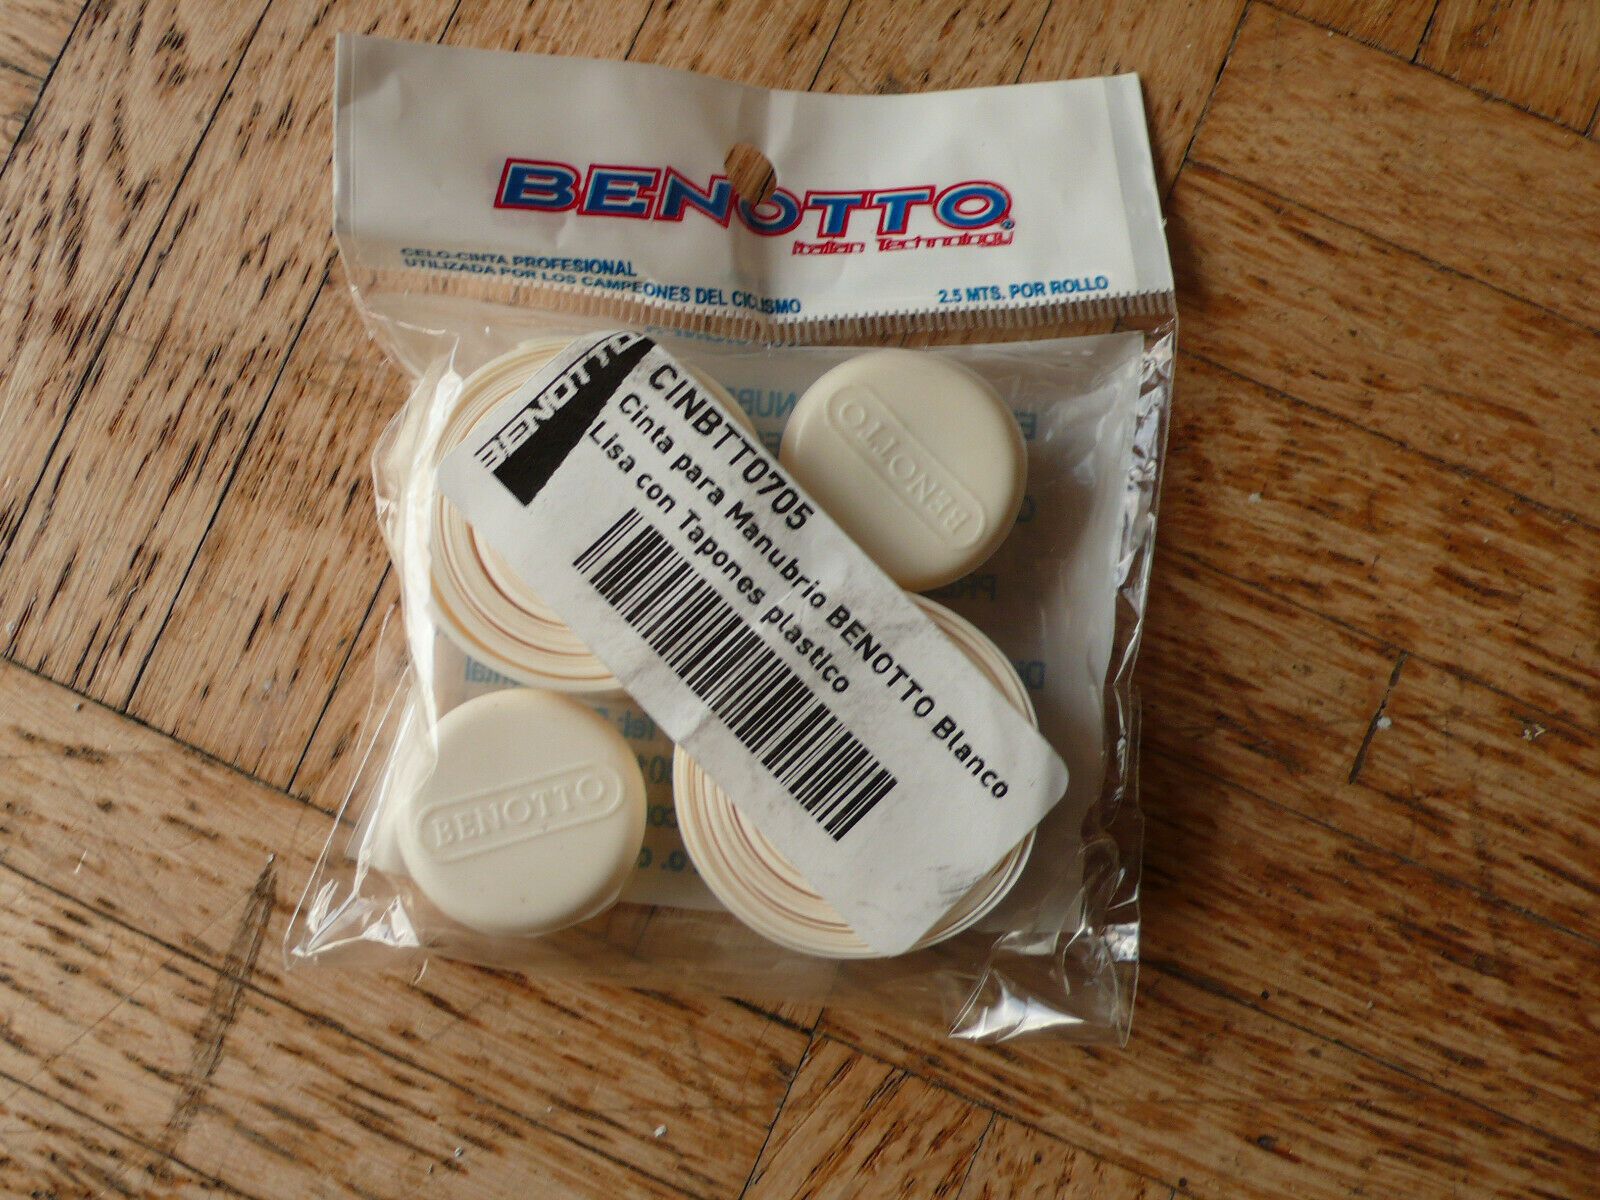 BENOTTO®
Italian Technology
CELO-CINTA PROFESIONAL
UTILIZADA POR LOS CAMPEONES DEL CICLISMO
2.5 MTS. POR ROLLO
BENOTTO
CINBTT0705
Cinta para Manubrio BENOTTO Blanco
Lisa con Tapones plastico
BENOTTO
BENOTTO